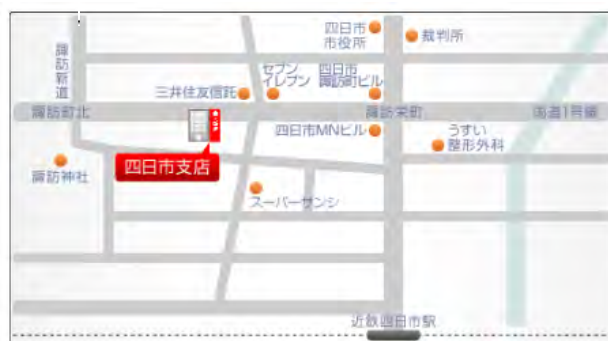 四日市
市役所
裁判所
諏訪新道
セブン
イレブン
四日市
諏訪町ビル
三井住友信託
諏訪町北
諏訪栄町
国道1号線
四日市MNビル
うすい
整形外科
四日市支店
諏訪神社
スーパーサンシ
近鉄四日市駅